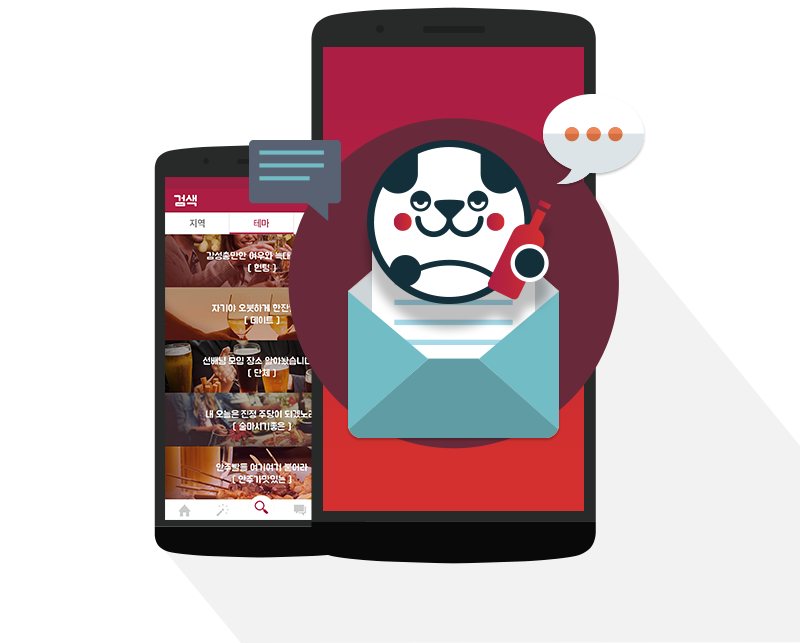 검색
지역
테마
감성충만한 여우와 늑대
[ 헌팅 ]
자기야 오붓하게 한잔
[ 데이트 ]
선배님 모임 장소 알아놨습니
[ 단체 ]
내 오늘은 진정 주당이 되겠노라
[ 술마시기좋은 ]
안주빨들 여기여기 붙어라
[ 안주가맛있는 ]